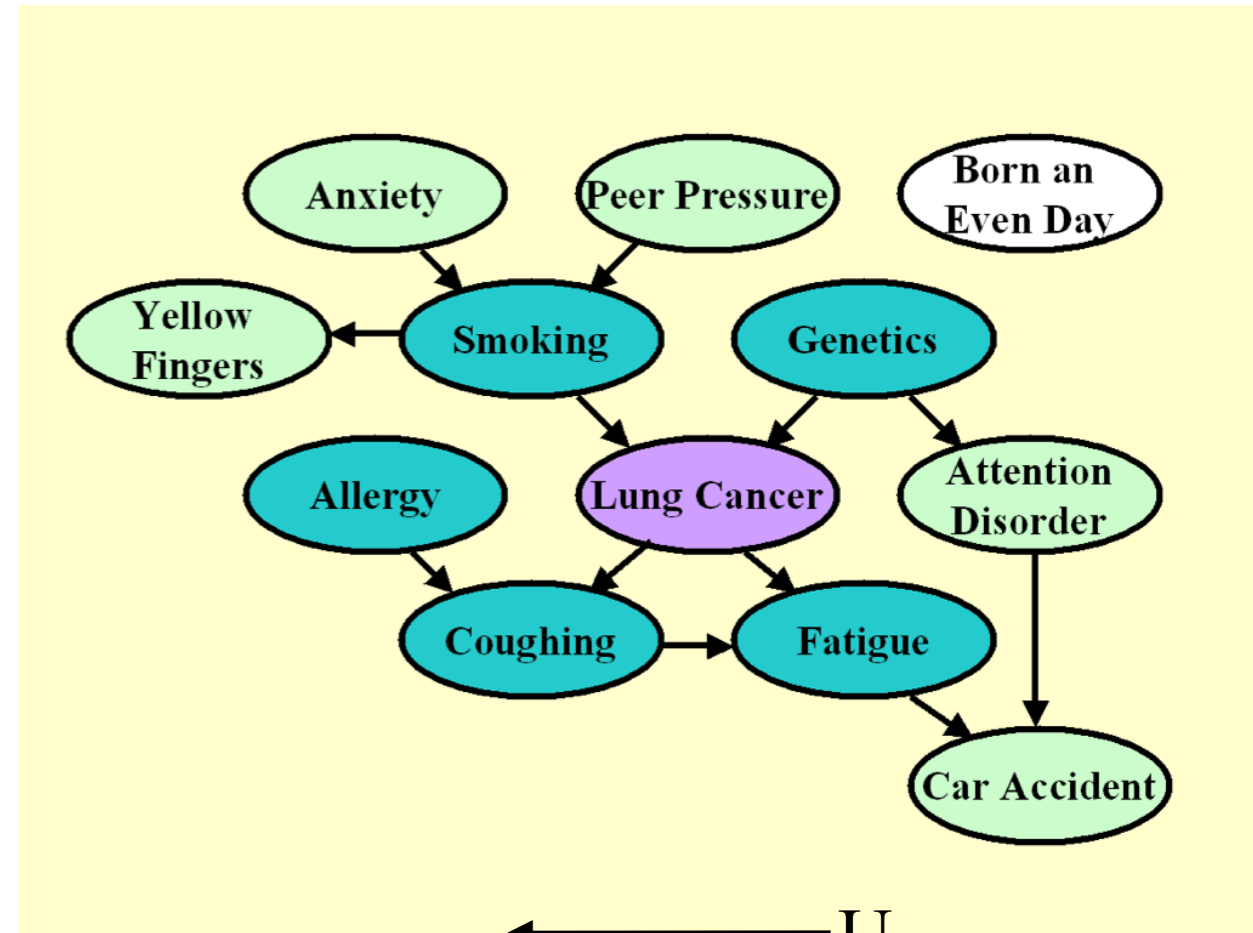 Anxiety
Peer Pressure
Born an
Even Day
Yellow
Fingers
Smoking
Genetics
Allergy
Lung Cancer
Attention
Disorder
Coughing
Fatigue
Car Accident